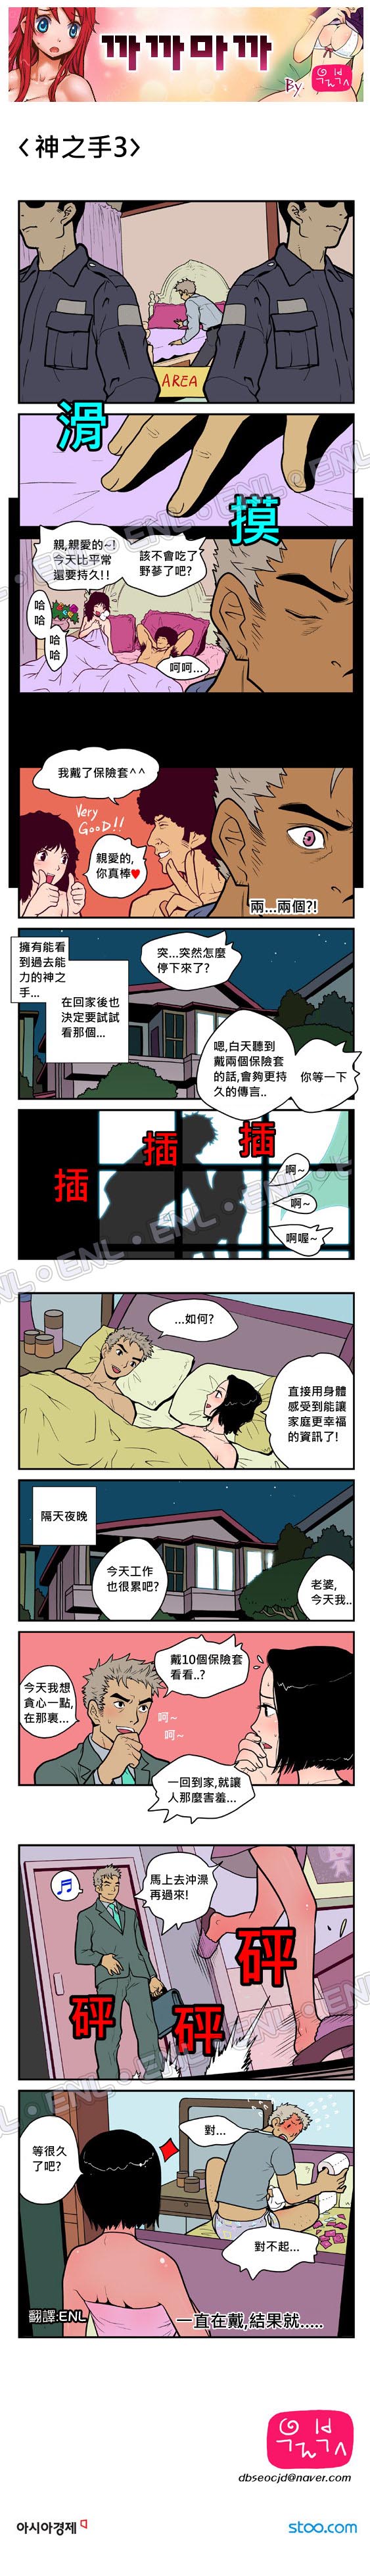 까까마까
By.
<神之手3>
AREA
滑
摸
親,親愛的~!
今天比平常
還要持久!!
該不會吃了
野蔘了吧?
哈
哈
哈
哈
呵呵...
我戴了保險套^^
Very
GooD!!
親愛的,
你真棒♥
兩...兩個?!
擁有能看
到過去能
力的神之
手...
在回家後也
決定要試試
看那個...
突...突然怎麼
停下來了?
嗯,白天聽到
戴兩個保險套
的話,會夠更持
久的傳言..
你等一下
插
插
插
啊~
啊~
啊喔~
...如何?
直接用身體
感受到能讓
家庭更幸福
的資訊了!
隔天夜晚
今天工作
也很累吧?
老婆,
今天我..
今天我想
貪心一點,
在那裏...
戴10個保險套
看看..?
呵~
呵~
一回到家,就讓
人那麼害羞...
馬上去沖澡
再過來!
砰
砰
砰
等很久
了吧?
對...
對不起...
翻譯:ENL
一直在戴,結果就.....
dbseocjd@naver.com
아시아경제
stoo.com